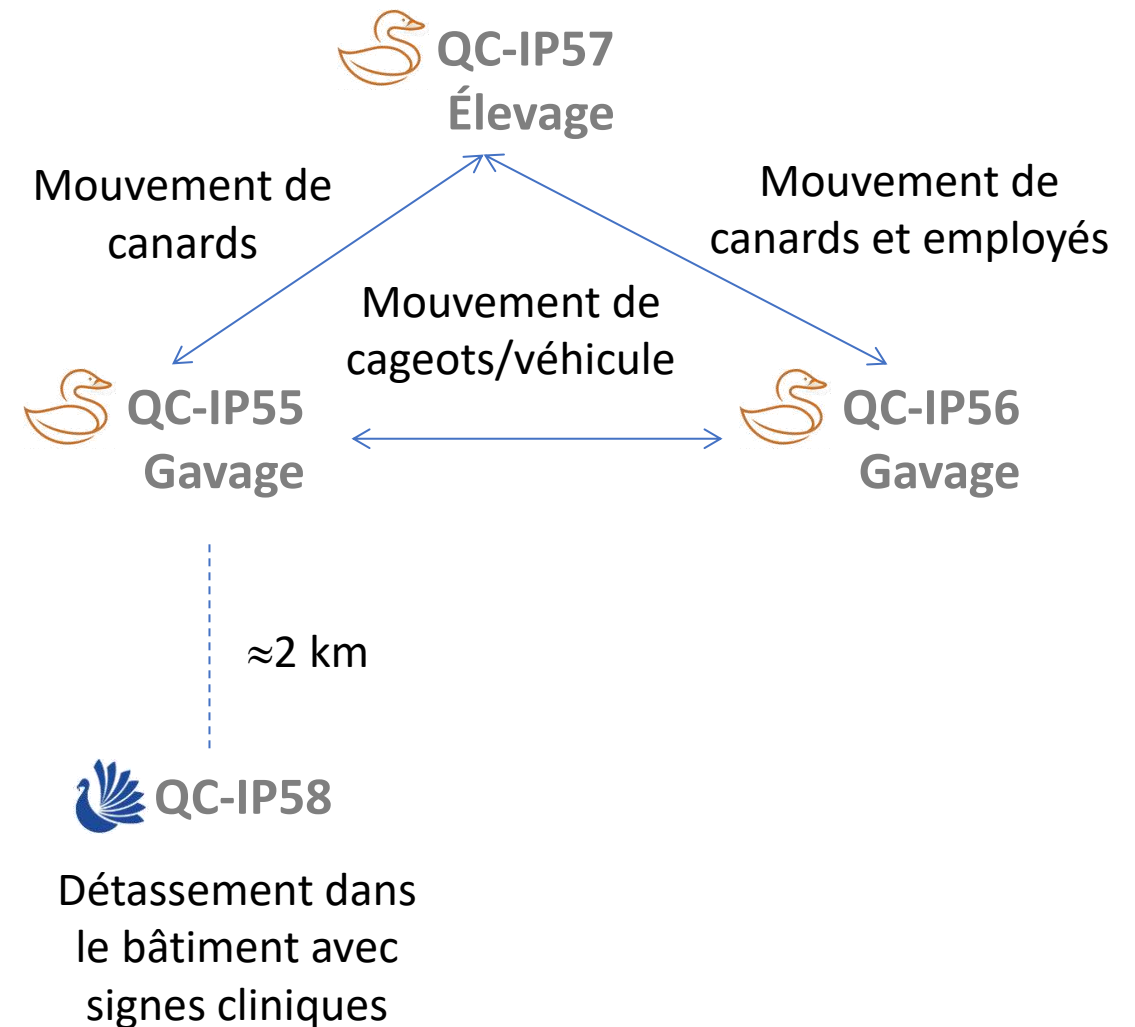 QC-IP57
Élevage
Mouvement de
canards
Mouvement de
canards et employés
Mouvement de
cageots/véhicule
QC-IP55
Gavage
QC-IP56
Gavage
≈2 km
QC-IP58
Détassement dans
le bâtiment avec
signes cliniques